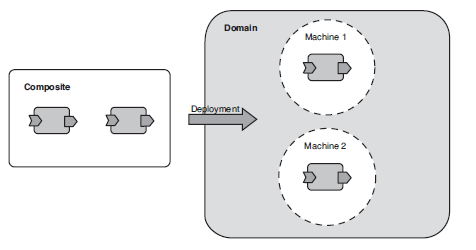 Domain
Machine 1
Composite
Deployment
Machine 2